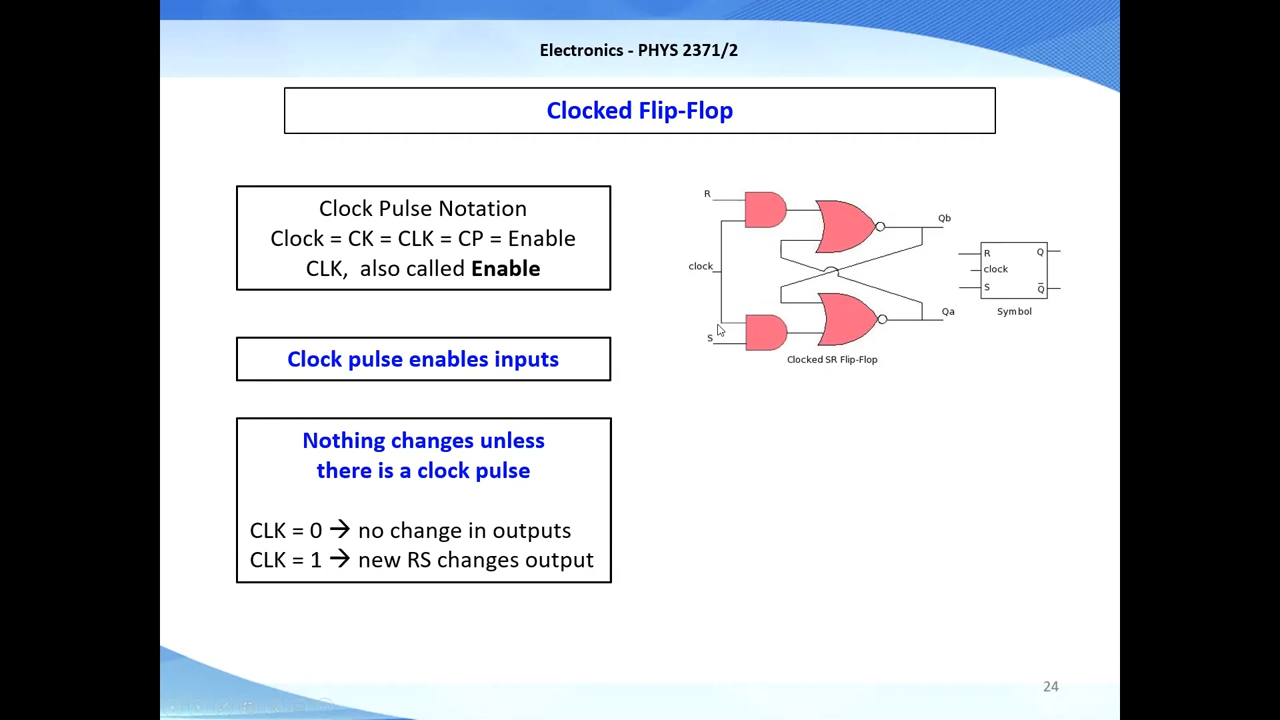 Electronics - PHYS 2371/2
Clocked Flip-Flop
Clock Pulse Notation
Clock = CK = CLK = CP = Enable
CLK, also called Enable
Clock pulse enables inputs
Nothing changes unless
there is a clock pulse
CLK = 0 → no change in outputs
CLK = 1 → new RS changes output
R
clock
S
Qb
Qa
Clocked SR Flip-Flop
R
clock
S
Q
Q̅
Symbol
24